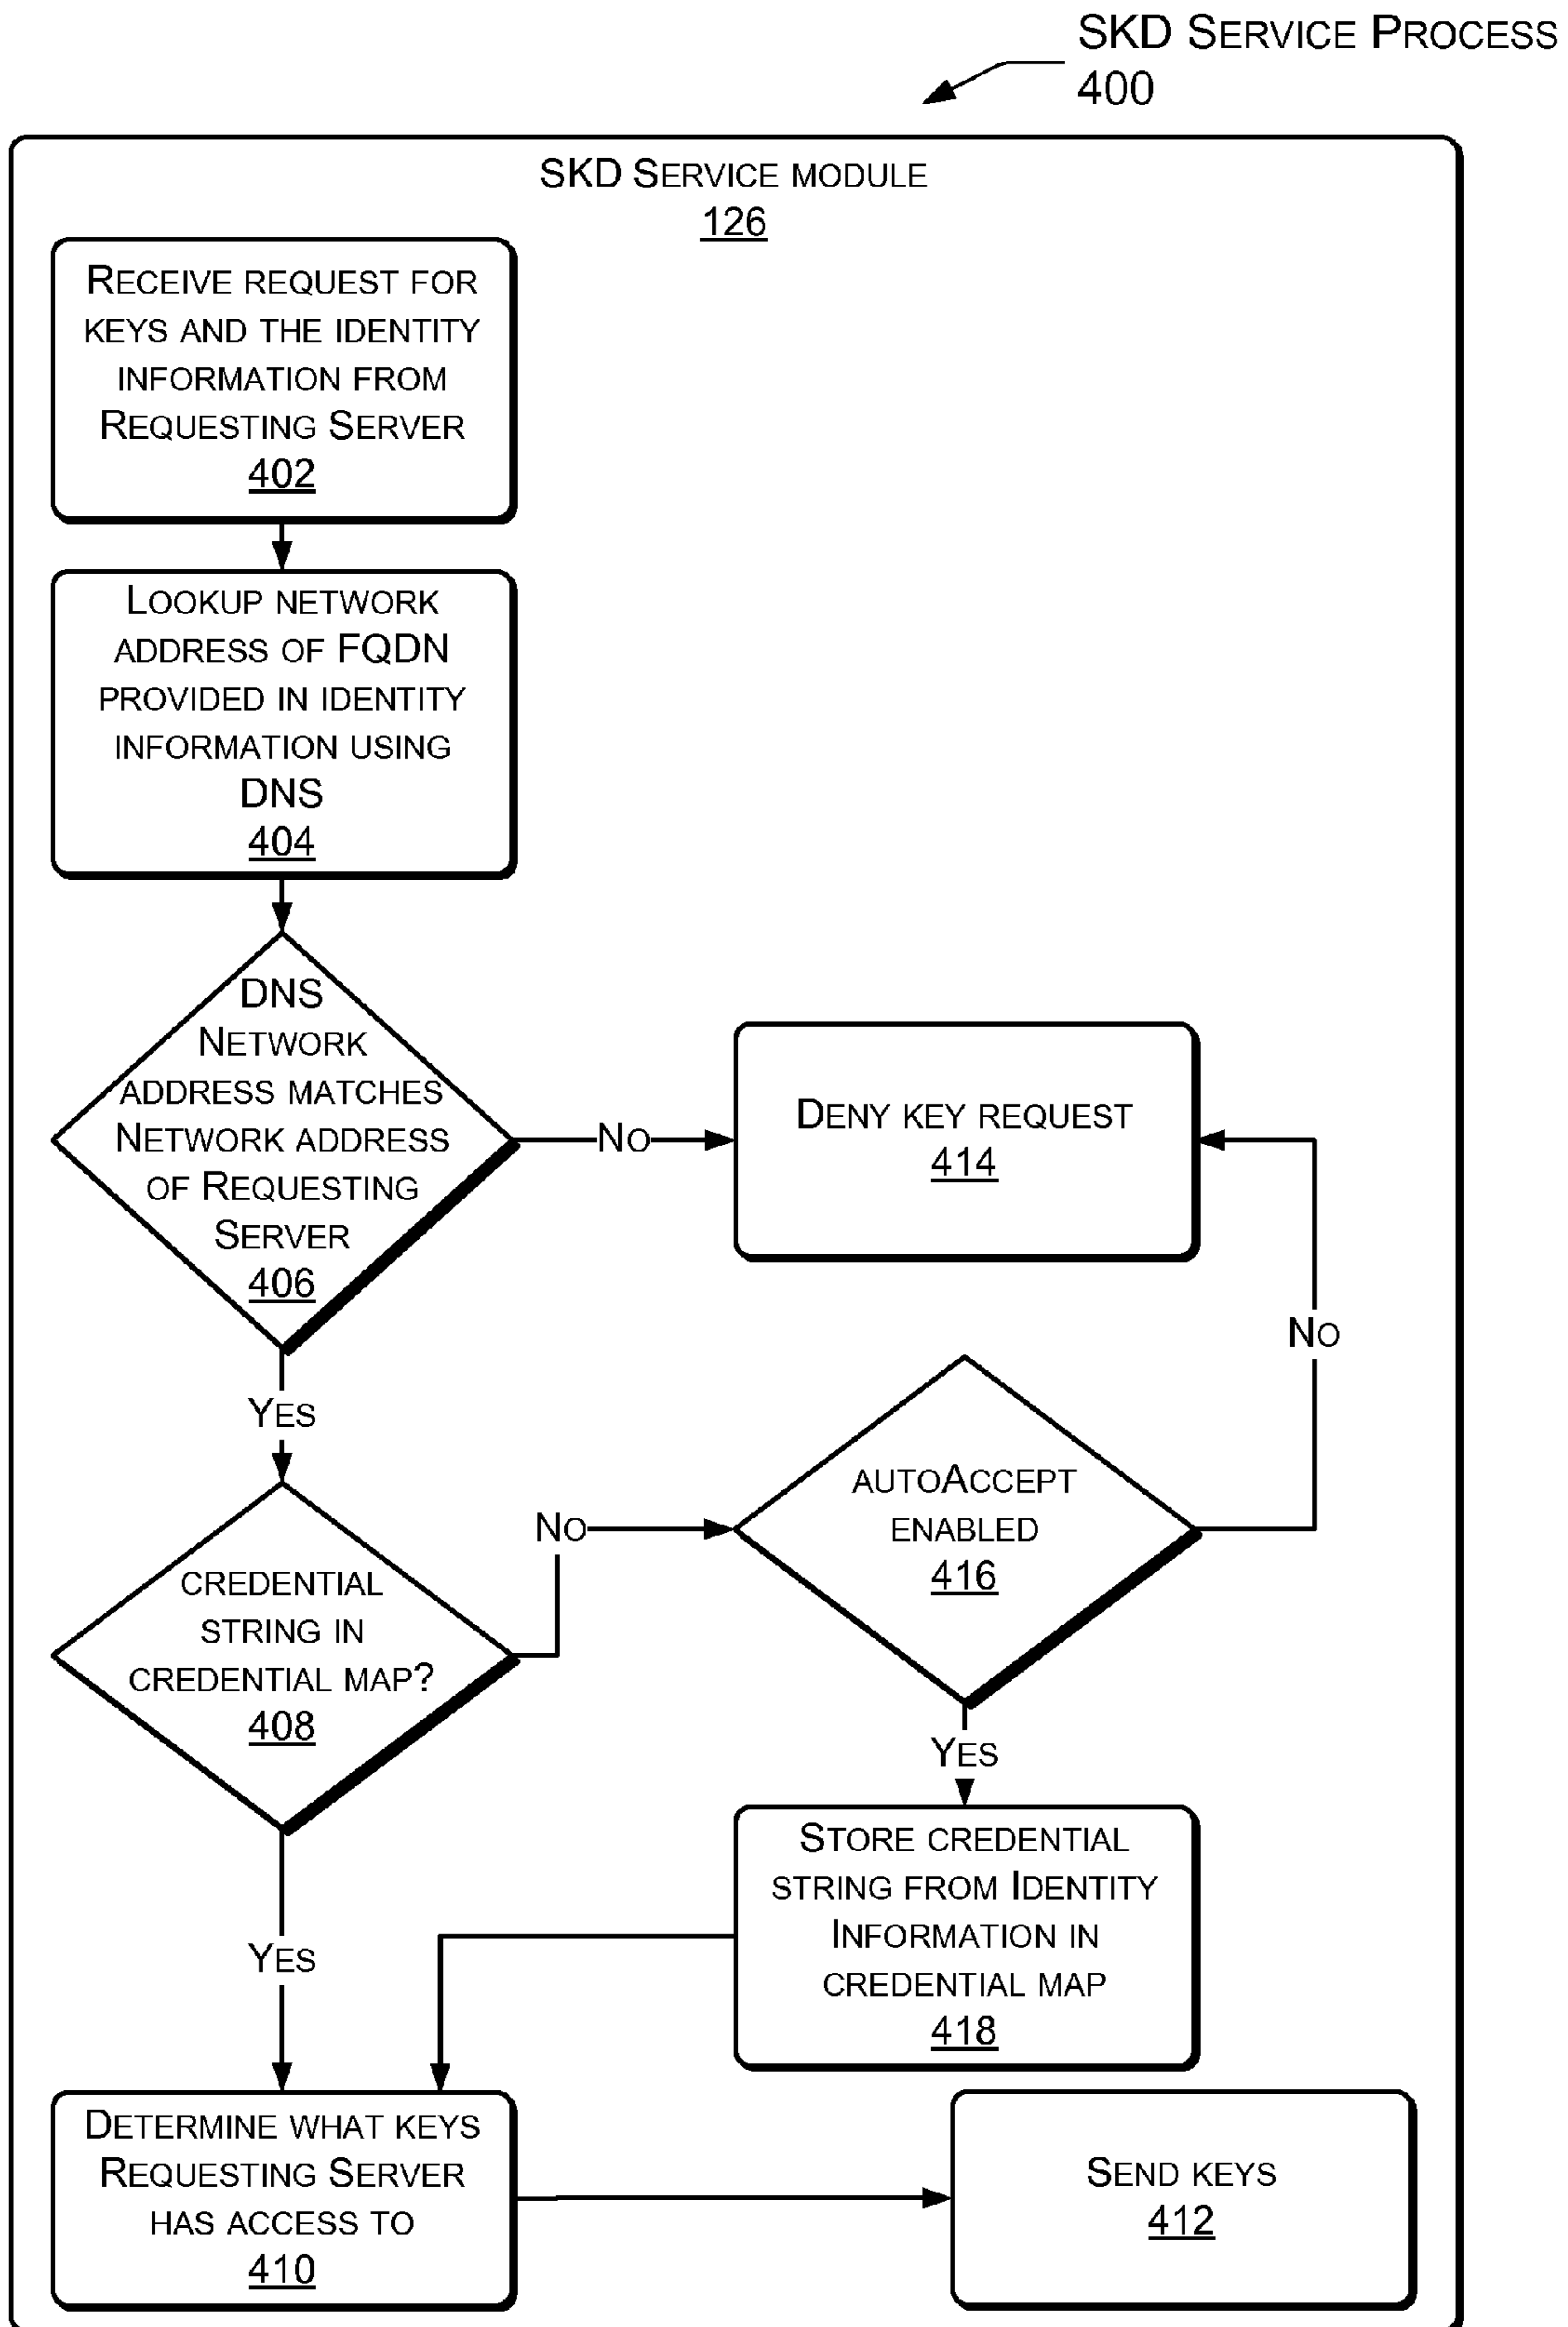 SKD SERVICE PROCESS
400
SKD SERVICE MODULE
126
RECEIVE REQUEST FOR
KEYS AND THE IDENTITY
INFORMATION FROM
REQUESTING SERVER
402
LOOKUP NETWORK
ADDRESS OF FQDN
PROVIDED IN IDENTITY
INFORMATION USING
DNS
404
DNS
NETWORK
ADDRESS MATCHES
NETWORK ADDRESS
OF REQUESTING
SERVER
406
NO
DENY KEY REQUEST
414
NO
YES
CREDENTIAL
STRING IN
CREDENTIAL MAP?
408
NO
AUTOACCEPT
ENABLED
416
YES
YES
STORE CREDENTIAL
STRING FROM IDENTITY
INFORMATION IN
CREDENTIAL MAP
418
DETERMINE WHAT KEYS
REQUESTING SERVER
HAS ACCESS TO
410
SEND KEYS
412